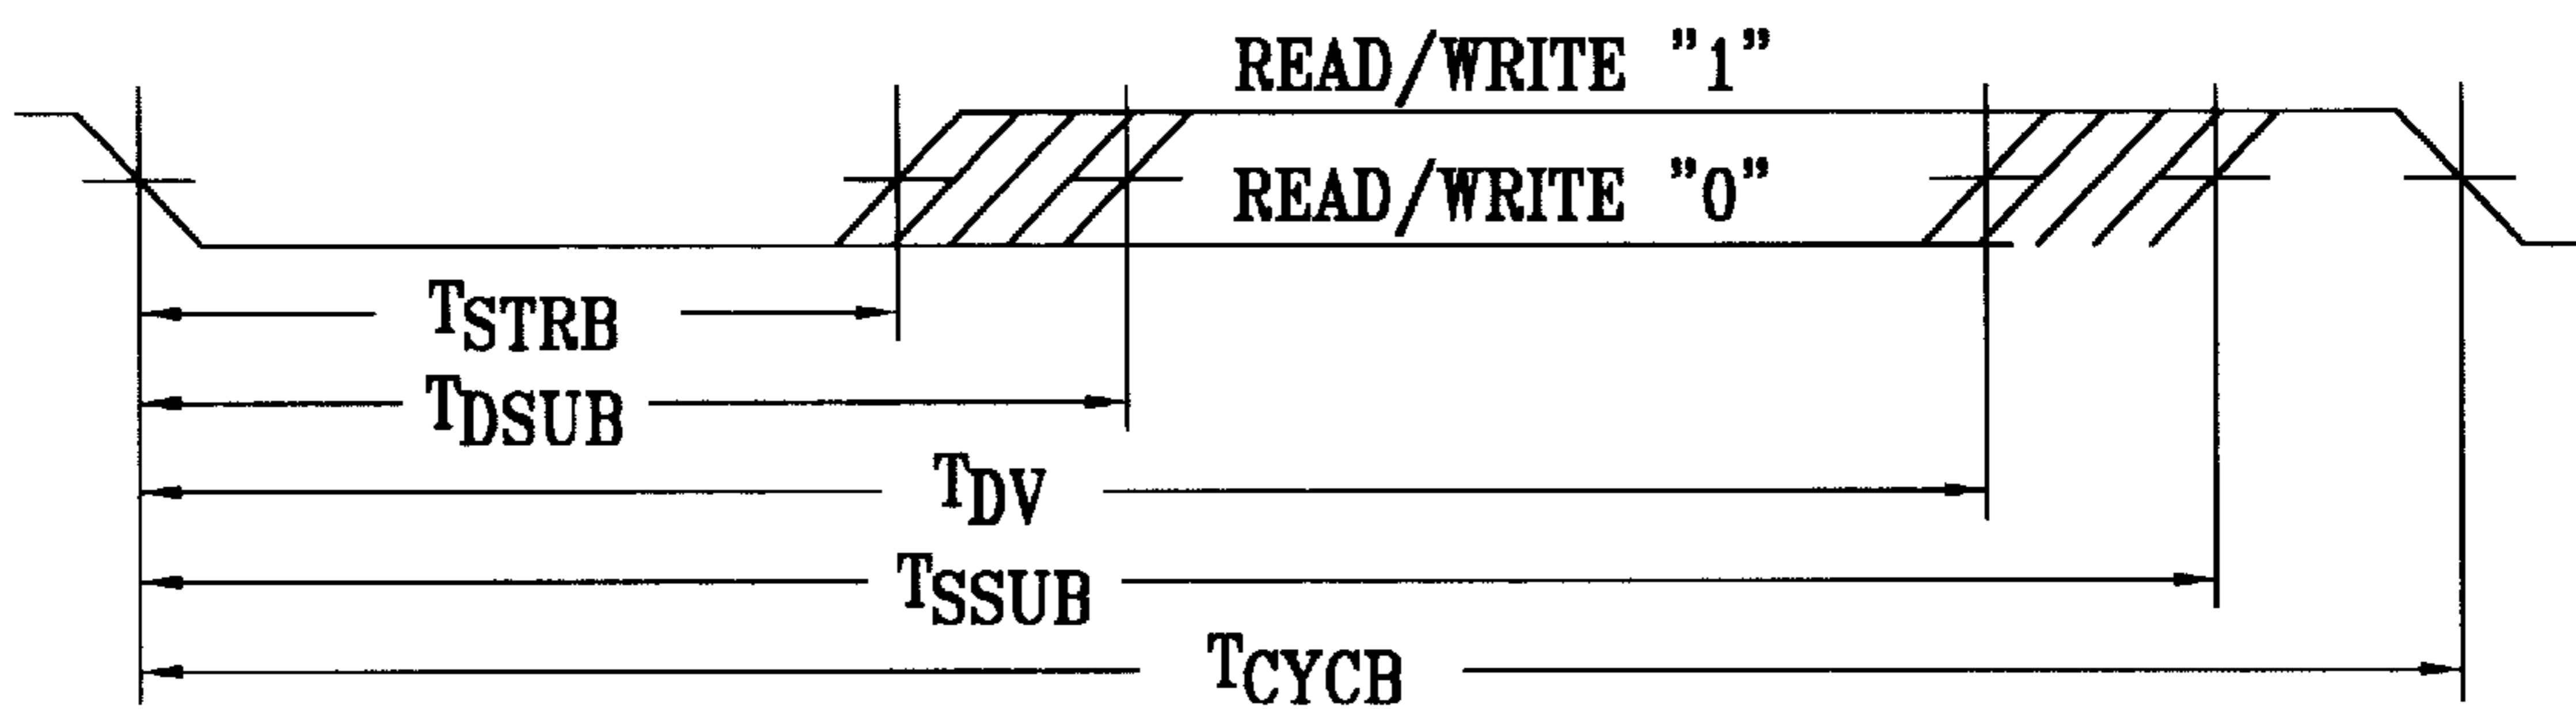 READ/WRITE "1"
READ/WRITE "0"
TSTRB
TDSUB
TDV
TSSUB
TCYCB